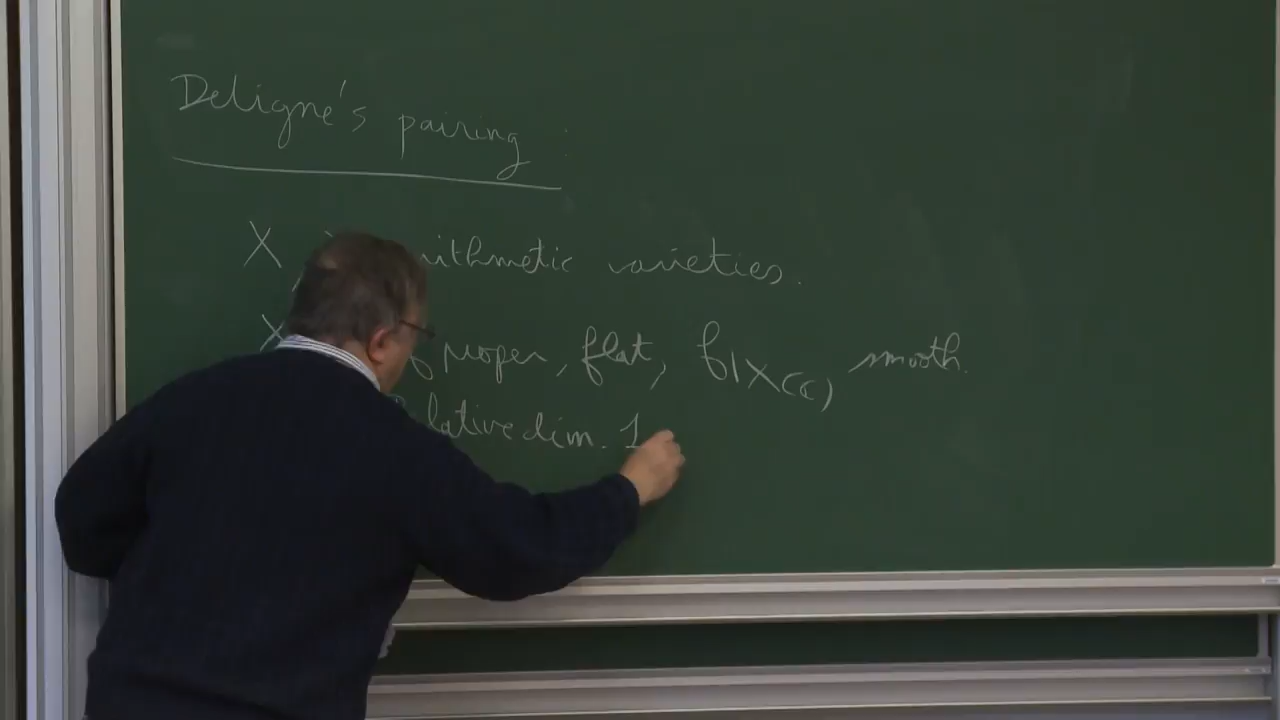 Deligne's pairing :
X, arithmetic varieties.
X f proper, flat, f|X(C) smooth.
relative dim. 1